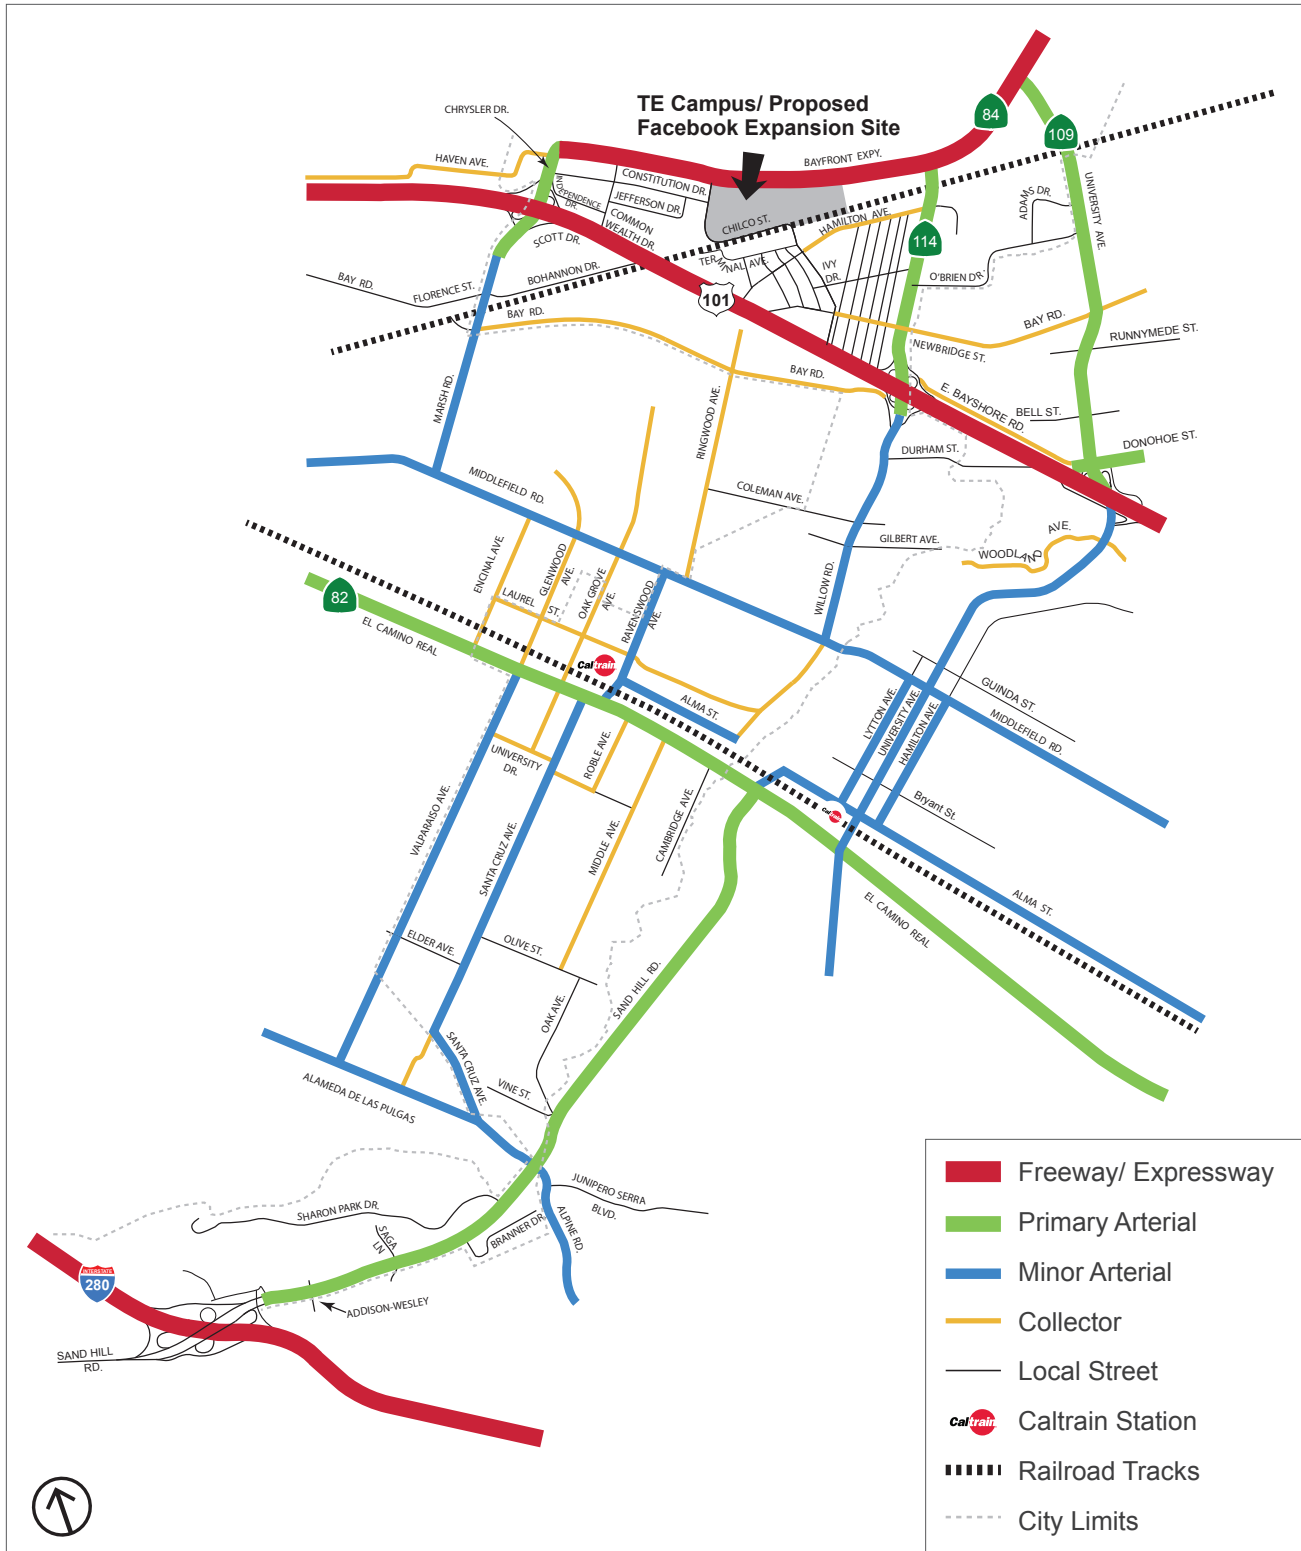 CHRYSLER DR.
TE Campus/ Proposed
Facebook Expansion Site
84
109
HAVEN AVE.
BAYFRONT EXPY.
CONSTITUTION DR.
INDEPENDENCE
DR.
JEFFERSON DR.
COMMON
WEALTH DR.
CHILCO ST.
HAMILTON AVE.
ADAMS DR.
UNIVERSITY AVE.
SCOTT DR.
114
TERMINAL AVE.
IVY
DR.
O'BRIEN DR.
BAY RD.
FLORENCE ST.
BOHANNON DR.
101
BAY RD.
BAY RD.
NEWBRIDGE ST.
RUNNYMEDE ST.
BAY RD.
MARSH RD.
RINGWOOD AVE.
E. BAYSHORE RD.
BELL ST.
DONOHOE ST.
DURHAM ST.
MIDDLEFIELD RD.
COLEMAN AVE.
GILBERT AVE.
WOODLAND
AVE.
ENCINAL AVE.
GLENWOOD
AVE.
OAK GROVE
AVE.
RAVENSWOOD
AVE.
WILLOW RD.
LAUREL
ST.
82
EL CAMINO REAL
Caltrain
ALMA ST.
GUINDA ST.
MIDDLEFIELD RD.
LYTTON AVE.
UNIVERSITY AVE.
HAMILTON AVE.
UNIVERSITY
DR.
ROBLE AVE.
Bryant St.
Caltrain
VALPARAISO AVE.
SANTA CRUZ AVE.
MIDDLE AVE.
CAMBRIDGE AVE.
EL CAMINO REAL
ALMA ST.
ELDER AVE.
OLIVE ST.
SAND HILL RD.
OAK AVE.
SANTA CRUZ AVE.
VINE ST.
ALAMEDA DE LAS PULGAS
JUNIPERO SERRA
BLVD.
SHARON PARK DR.
SAGA
LN
BRANNER DR.
ALPINE RD.
INTERSTATE
280
ADDISON-WESLEY
SAND HILL
RD.
Freeway/ Expressway
Primary Arterial
Minor Arterial
Collector
Local Street
Caltrain
Caltrain Station
Railroad Tracks
City Limits